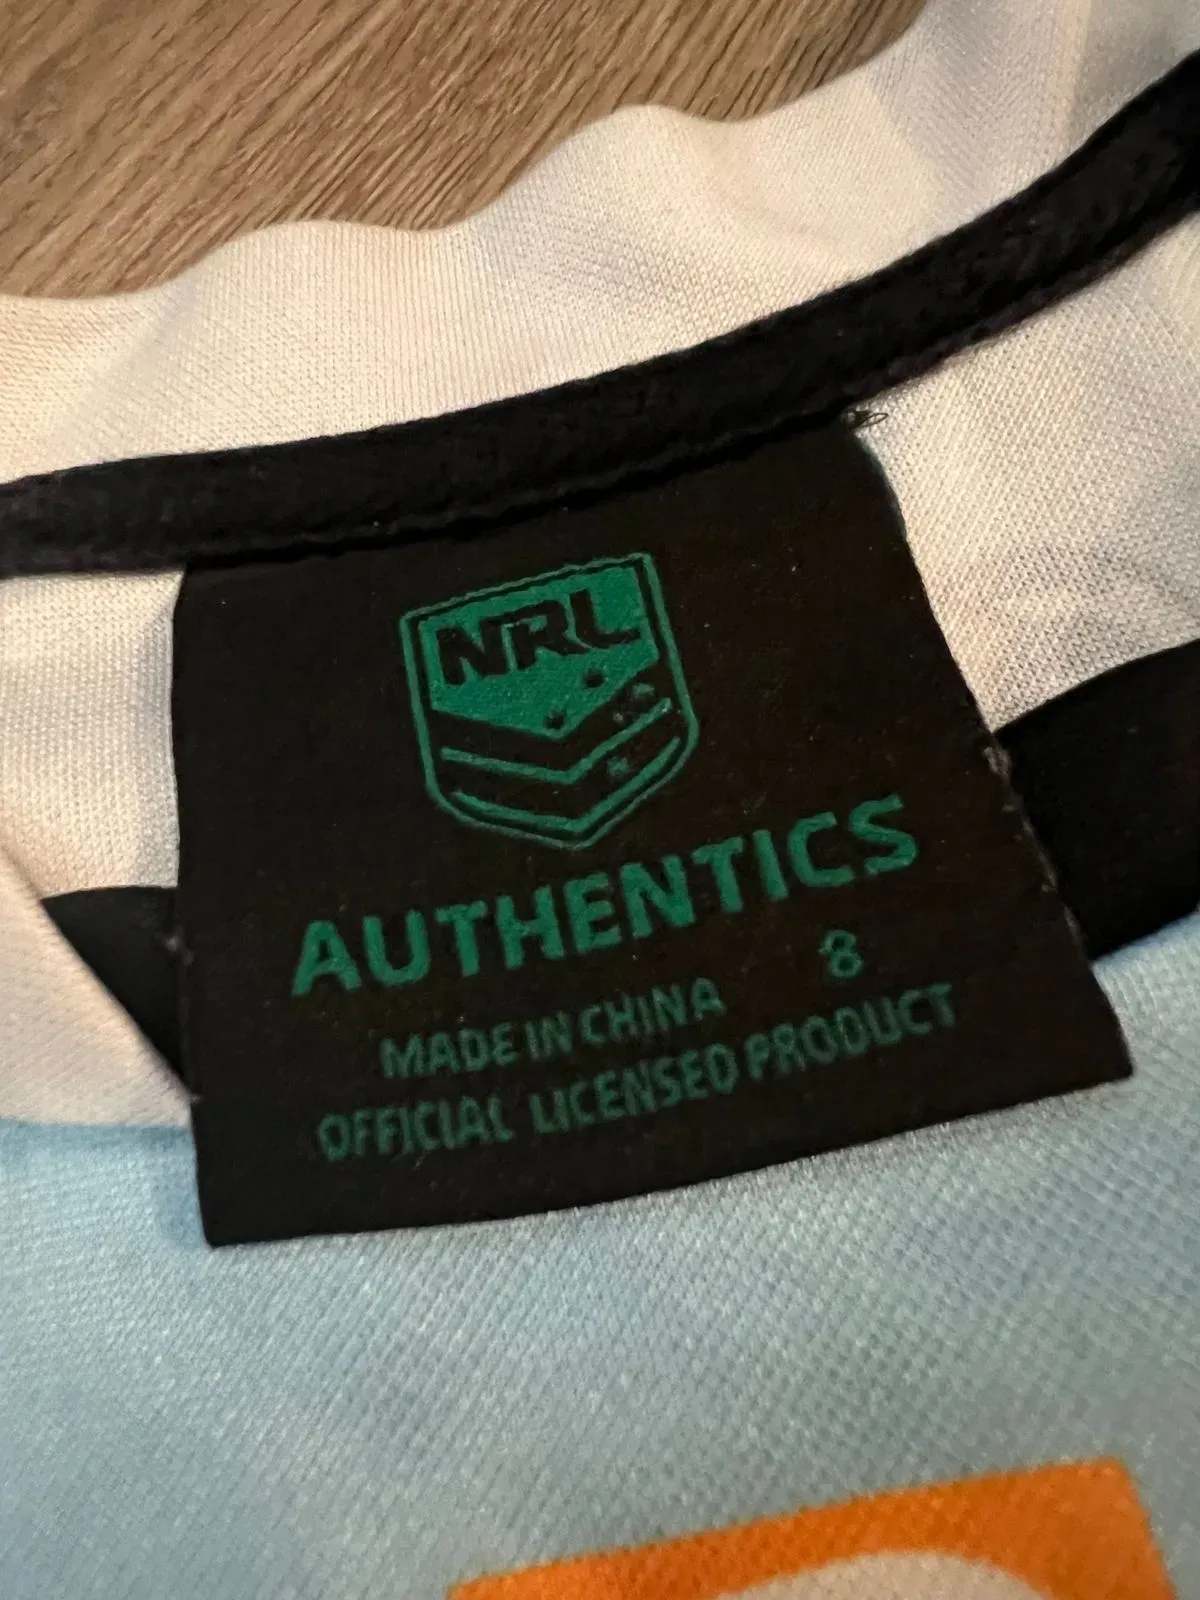 NRL
AUTHENTICS
8
MADE IN CHINA
OFFICIAL LICENSED PRODUCT